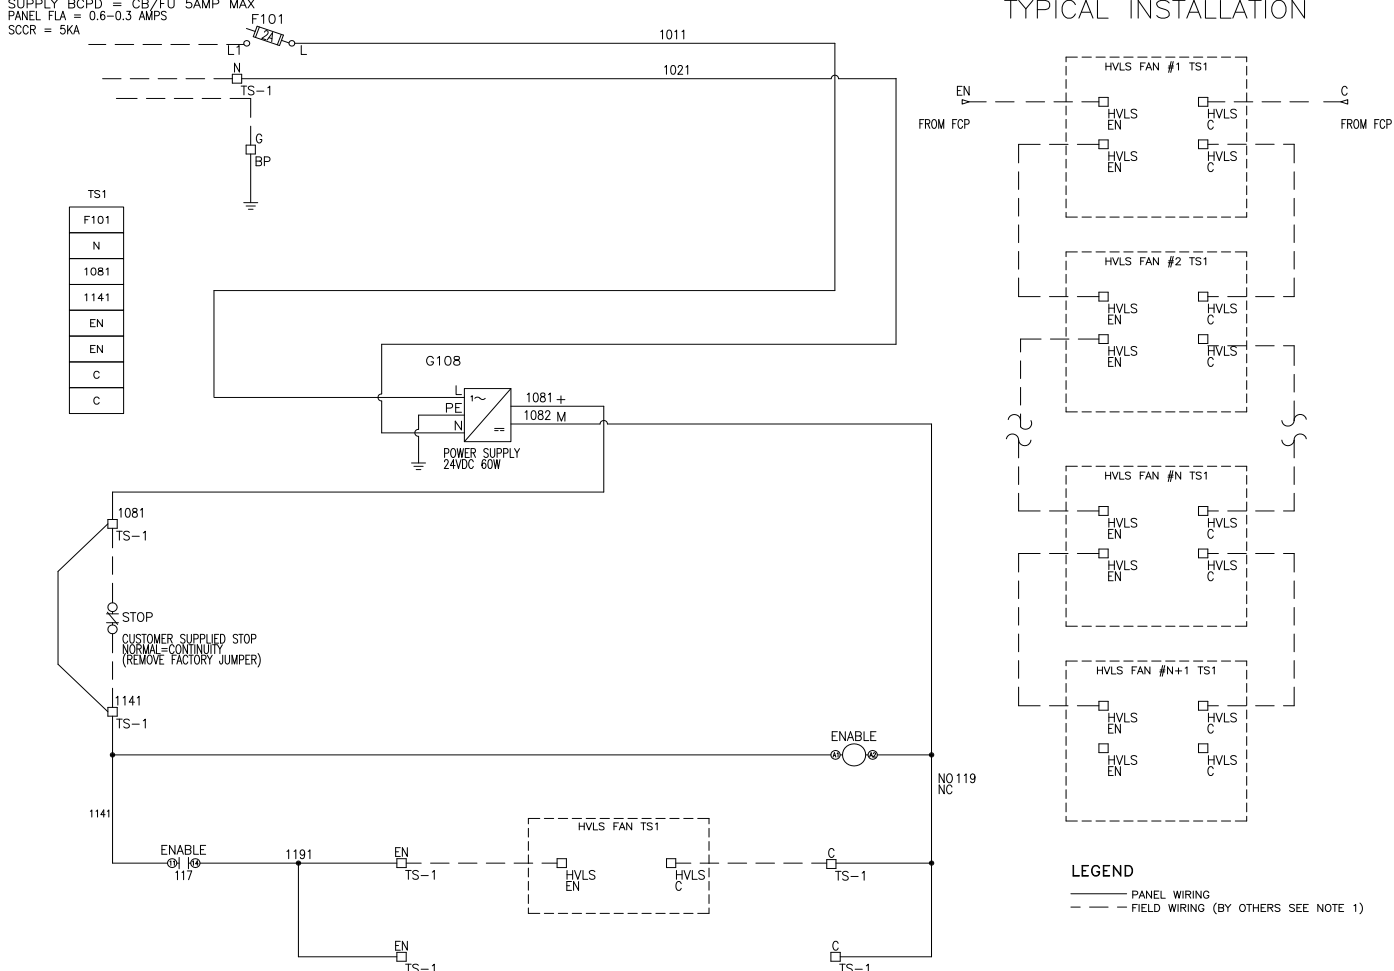 SUPPLY BCPD = CB/FU 5AMP MAX
PANEL FLA = 0.6-0.3 AMPS
SCCR = 5KA
F101
2A
L1
L
1011
N
TS-1
1021
G
BP
TS1
F101
N
1081
1141
EN
EN
C
C
G108
L
PE
N
1~
=
1081 +
1082 M
POWER SUPPLY
24VDC 60W
1081
TS-1
STOP
CUSTOMER SUPPLIED STOP
NORMAL=CONTINUITY
(REMOVE FACTORY JUMPER)
1141
TS-1
ENABLE
A1
A2
NO 119
NC
1141
ENABLE
11
14
117
1191
EN
TS-1
HVLS FAN TS1
HVLS
EN
HVLS
C
C
TS-1
EN
TS-1
C
TS-1
TYPICAL INSTALLATION
HVLS FAN #1 TS1
EN
FROM FCP
C
FROM FCP
HVLS
EN
HVLS
C
HVLS
EN
HVLS
C
HVLS FAN #2 TS1
HVLS
EN
HVLS
C
HVLS
EN
HVLS
C
HVLS FAN #N TS1
HVLS
EN
HVLS
C
HVLS
EN
HVLS
C
HVLS FAN #N+1 TS1
HVLS
EN
HVLS
C
HVLS
EN
HVLS
C
LEGEND
PANEL WIRING
FIELD WIRING (BY OTHERS SEE NOTE 1)